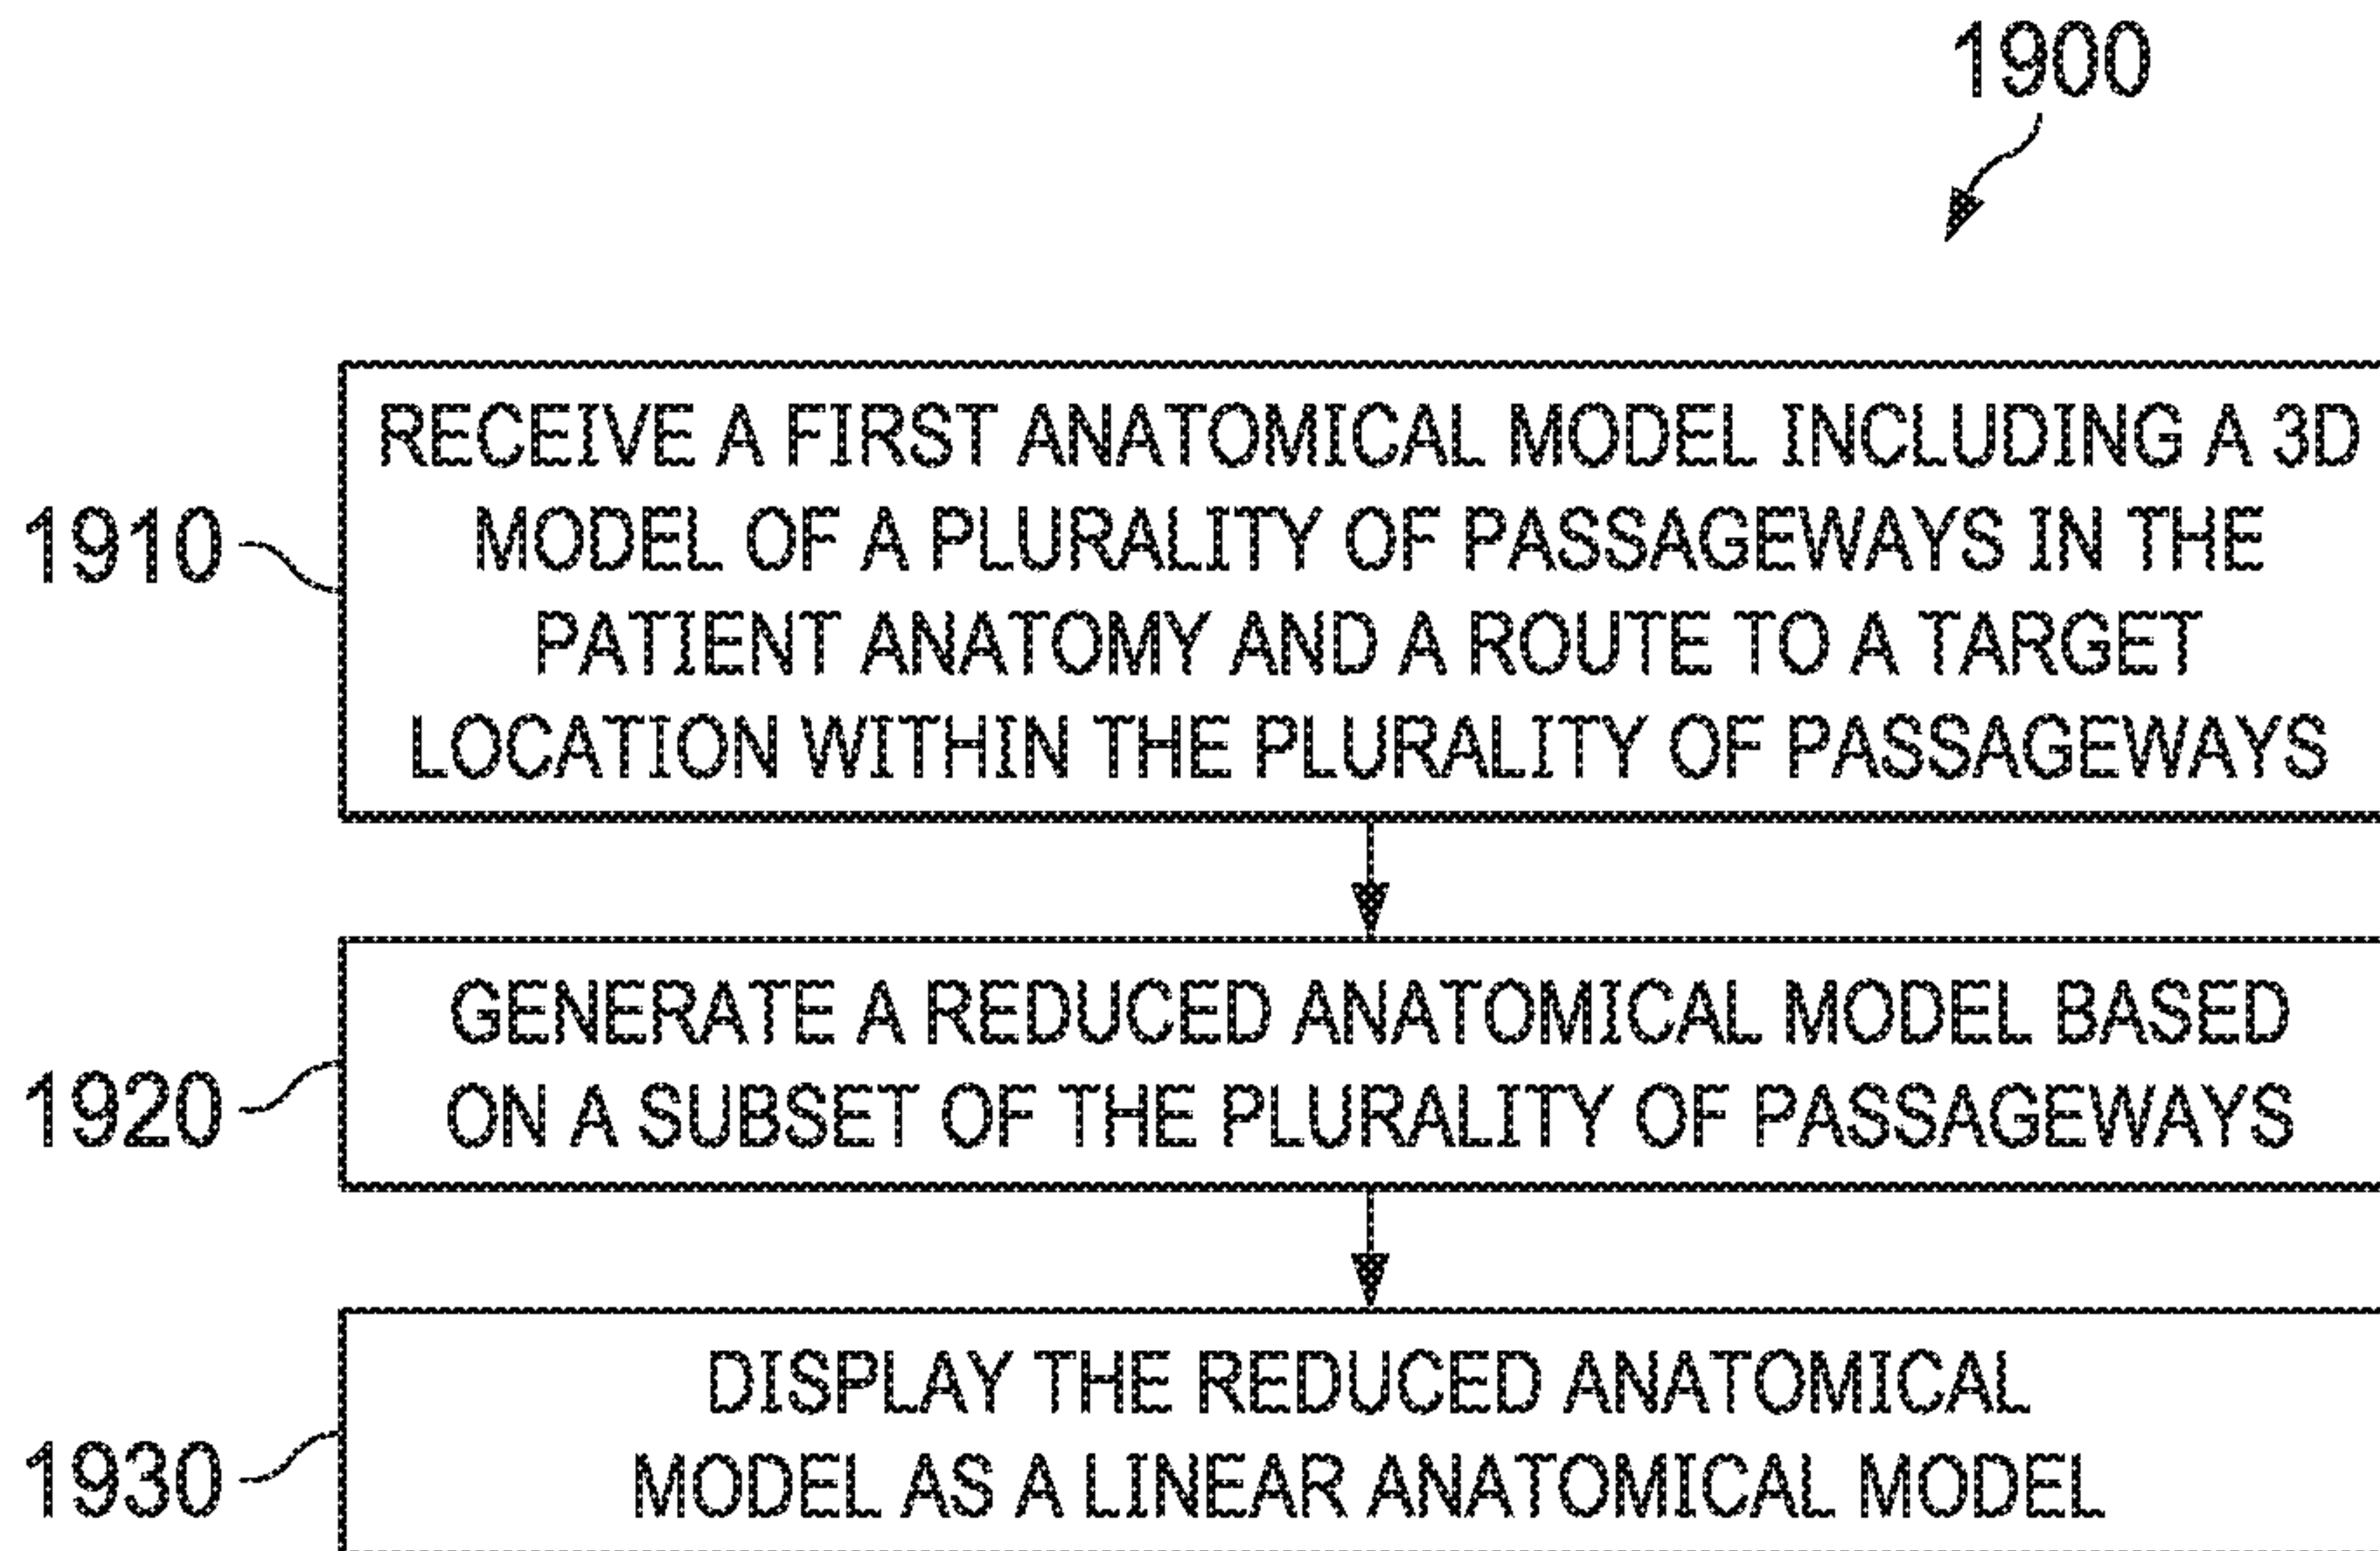 1900
RECEIVE A FIRST ANATOMICAL MODEL INCLUDING A 3D
MODEL OF A PLURALITY OF PASSAGEWAYS IN THE
1910
PATIENT ANATOMY AND A ROUTE TO A TARGET
LOCATION WITHIN THE PLURALITY OF PASSAGEWAYS
GENERATE A REDUCED ANATOMICAL MODEL BASED
1920
ON A SUBSET OF THE PLURALITY OF PASSAGEWAYS
DISPLAY THE REDUCED ANATOMICAL
1930
MODEL AS A LINEAR ANATOMICAL MODEL